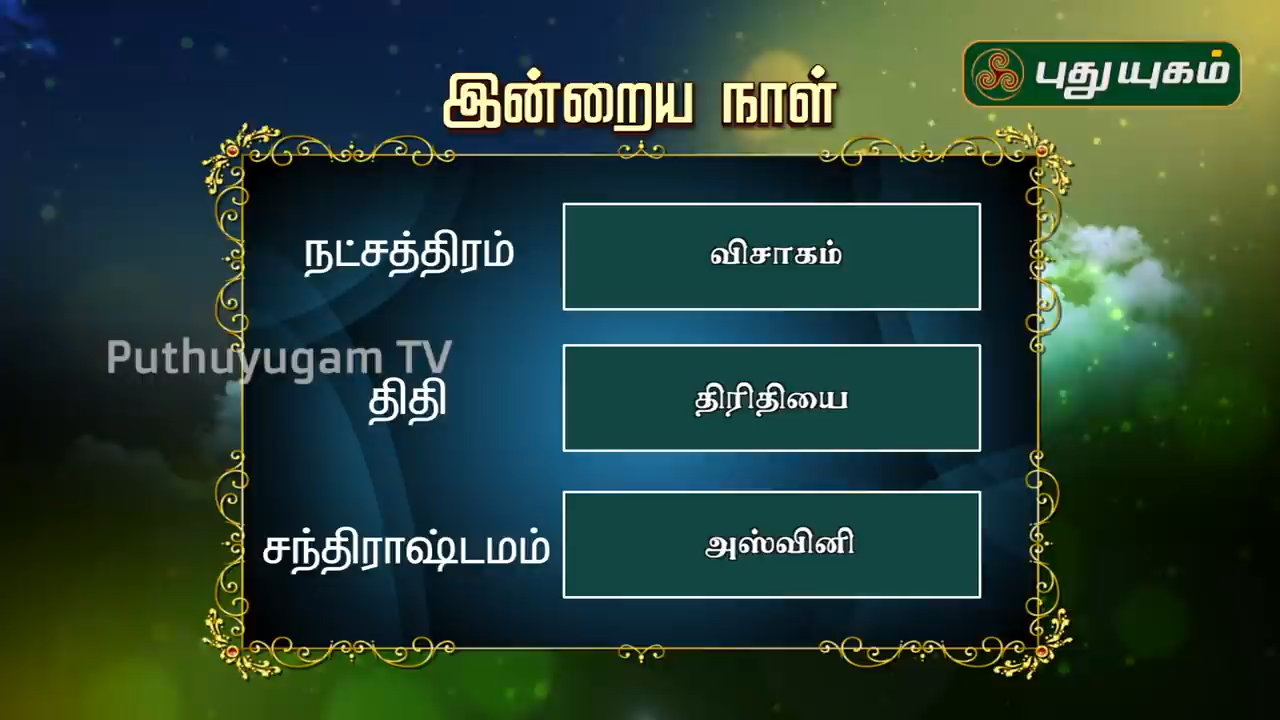 புதுயுகம்
இன்றைய நாள்
நட்சத்திரம் விசாகம்
Puthuyugam TV
திதி திரிதியை
சந்திராஷ்டமம் அஸ்வினி